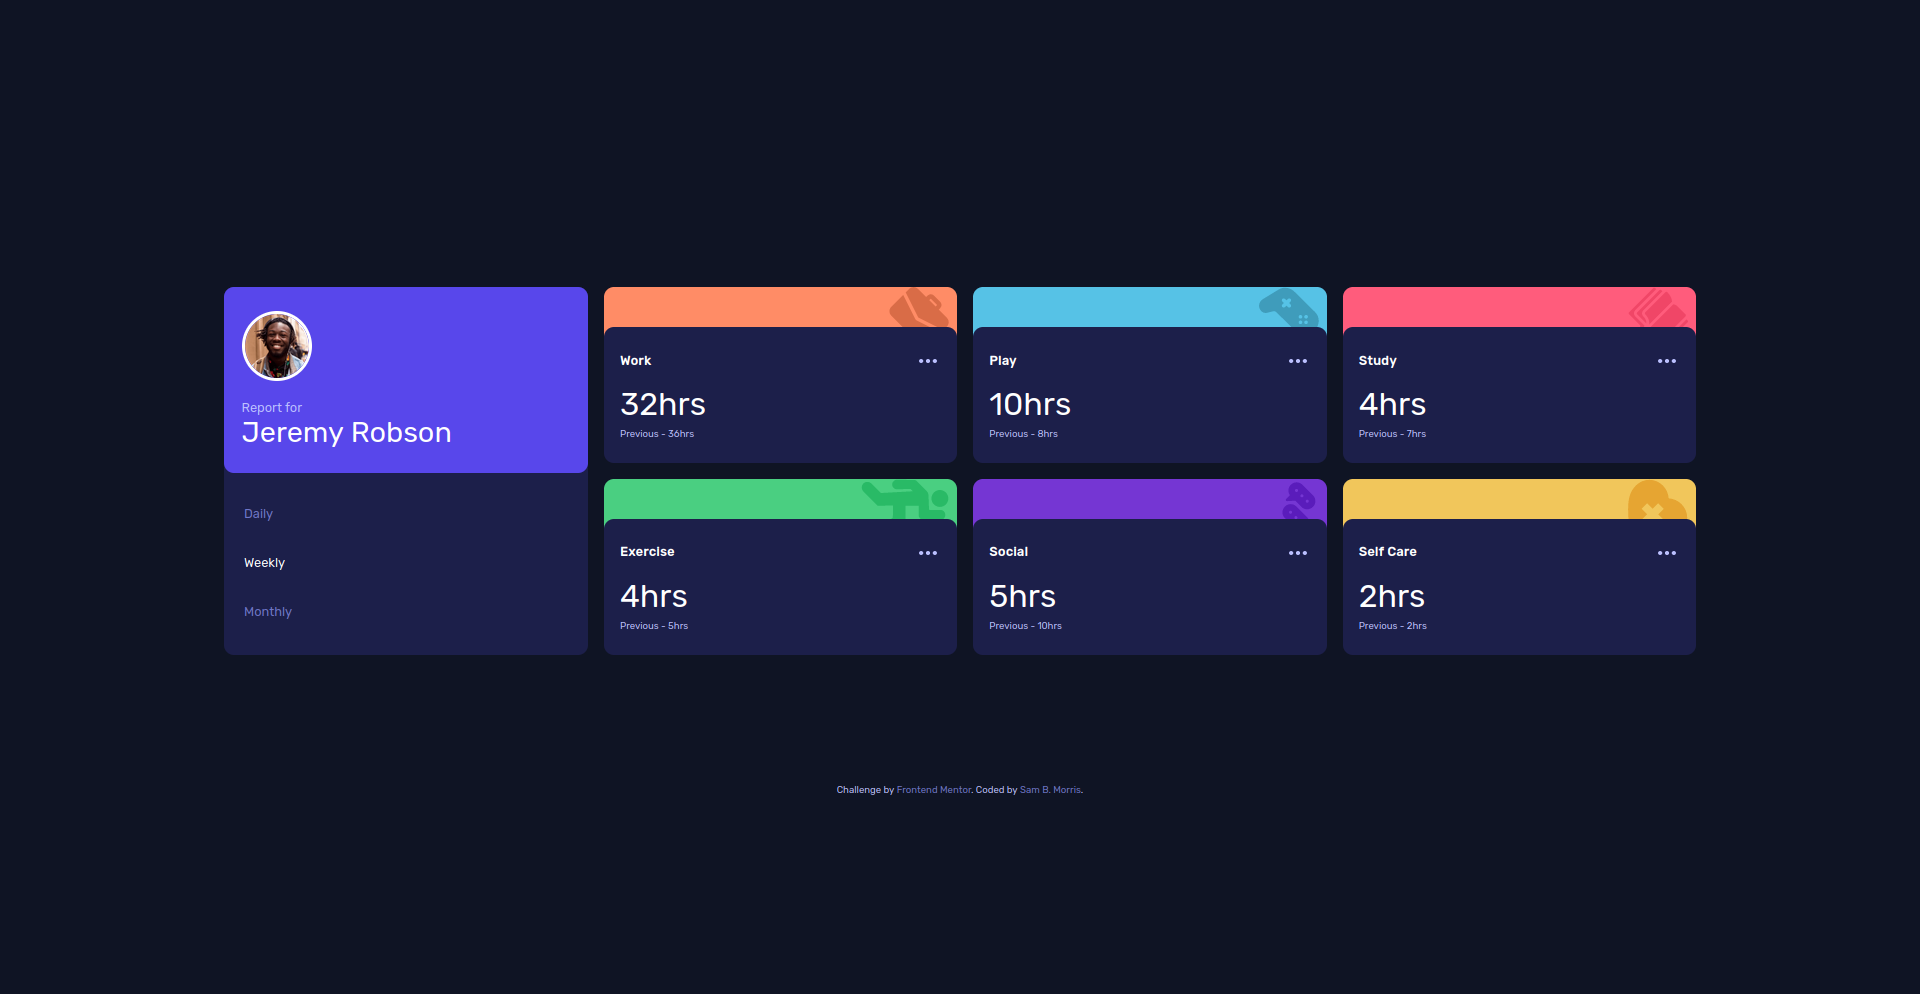 Report for
Jeremy Robson
Daily
Weekly
Monthly
Work
32hrs
Previous - 36hrs
Play
10hrs
Previous - 8hrs
Study
4hrs
Previous - 7hrs
Exercise
4hrs
Previous - 5hrs
Social
5hrs
Previous - 10hrs
Self Care
2hrs
Previous - 2hrs
Challenge by Frontend Mentor. Coded by Sam B. Morris.